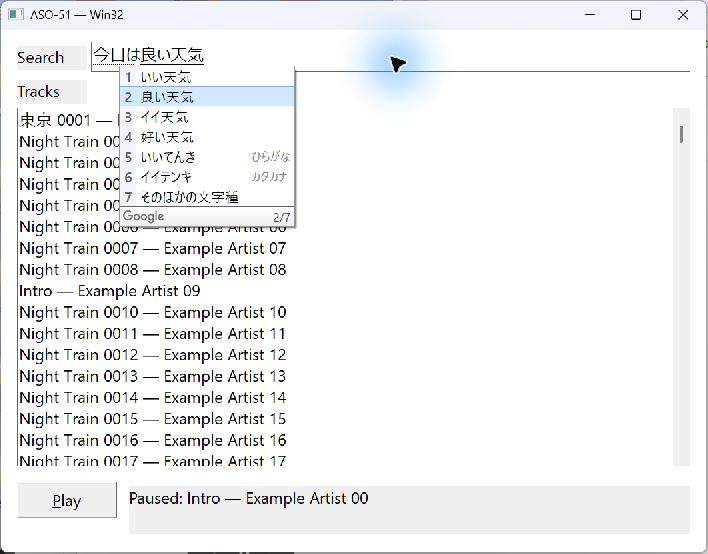 ASO-51 — Win32
Search
今日は良い天気
1 いい天気
2 良い天気
3 イイ天気
4 好い天気
5 いいてんき ひらがな
6 イイテンキ カタカナ
7 そのほかの文字種
Google 2/7
Tracks
東京 0001 —
Night Train 00
Night Train 00
Night Train 00
Night Train 00
Night Train 0006 — Example Artist 06
Night Train 0007 — Example Artist 07
Night Train 0008 — Example Artist 08
Intro — Example Artist 09
Night Train 0010 — Example Artist 10
Night Train 0011 — Example Artist 11
Night Train 0012 — Example Artist 12
Night Train 0013 — Example Artist 13
Night Train 0014 — Example Artist 14
Night Train 0015 — Example Artist 15
Night Train 0016 — Example Artist 16
Night Train 0017 — Example Artist 17
Play
Paused: Intro — Example Artist 00